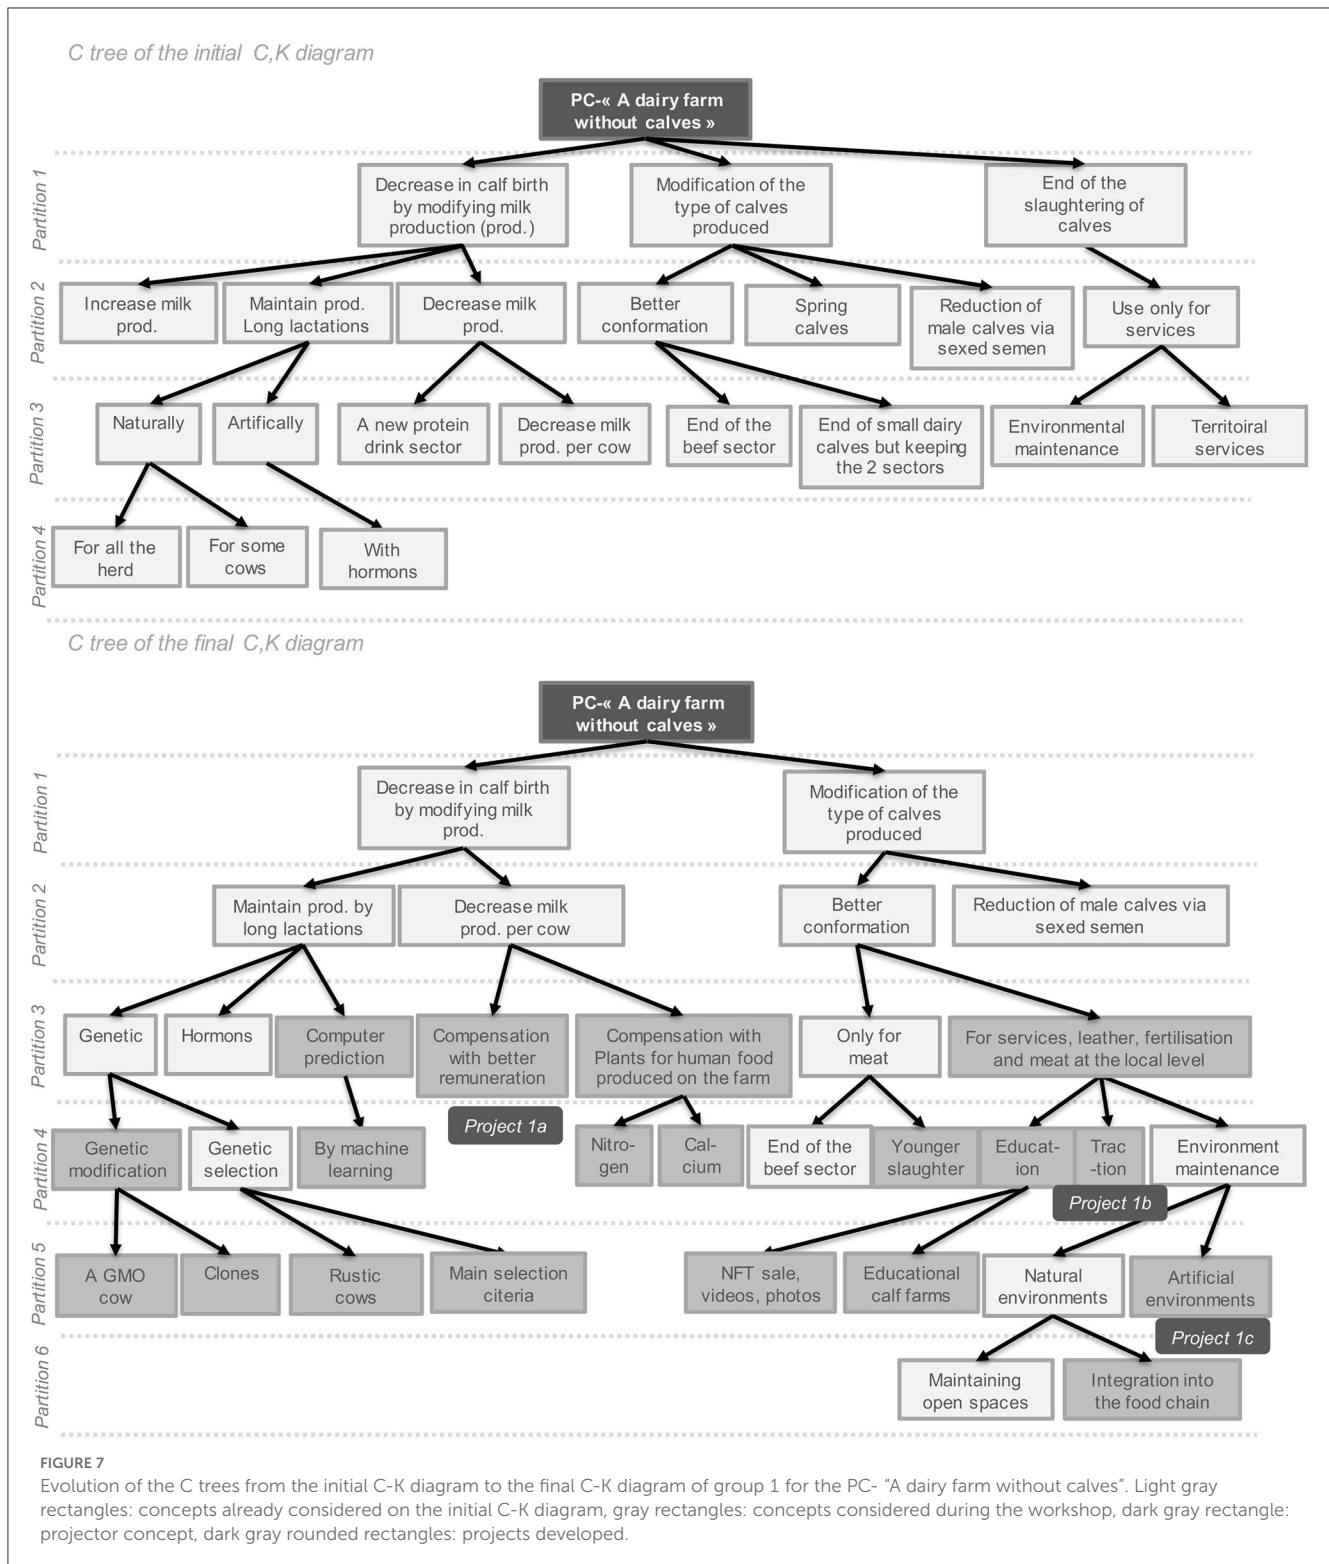 C tree of the initial C,K diagram
PC-« A dairy farm
without calves »
Partition 1
Decrease in calf birth
by modifying milk
production (prod.)
Modification of the
type of calves
produced
End of the
slaughtering of
calves
Partition 2
Increase milk
prod.
Maintain prod.
Long lactations
Decrease milk
prod.
Better
conformation
Spring
calves
Reduction of
male calves via
sexed semen
Use only for
services
Partition 3
Naturally
Artifically
A new protein
drink sector
Decrease milk
prod. per cow
End of the
beef sector
End of small dairy
calves but keeping
the 2 sectors
Environmental
maintenance
Territoiral
services
Partition 4
For all the
herd
For some
cows
With
hormons
C tree of the final C,K diagram
PC-« A dairy farm
without calves »
Partition 1
Decrease in calf birth
by modifying milk
prod.
Modification of the
type of calves
produced
Partition 2
Maintain prod. by
long lactations
Decrease milk
prod. per cow
Better
conformation
Reduction of male calves via
sexed semen
Partition 3
Genetic
Hormons
Computer
prediction
Compensation
with better
remuneration
Compensation with
Plants for human food
produced on the farm
Only for
meat
For services, leather, fertilisation
and meat at the local level
Project 1a
Partition 4
Genetic
modification
Genetic
selection
By machine
learning
Nitro-
gen
Cal-
cium
End of the
beef sector
Younger
slaughter
Educat-
ion
Trac
-tion
Environment
maintenance
Project 1b
Partition 5
A GMO
cow
Clones
Rustic
cows
Main selection
citeria
NFT sale,
videos, photos
Educational
calf farms
Natural
environments
Artificial
environments
Project 1c
Partition 6
Maintaining
open spaces
Integration into
the food chain
FIGURE 7
Evolution of the C trees from the initial C-K diagram to the final C-K diagram of group 1 for the PC- “A dairy farm without calves”. Light gray
rectangles: concepts already considered on the initial C-K diagram, gray rectangles: concepts considered during the workshop, dark gray rectangle:
projector concept, dark gray rounded rectangles: projects developed.